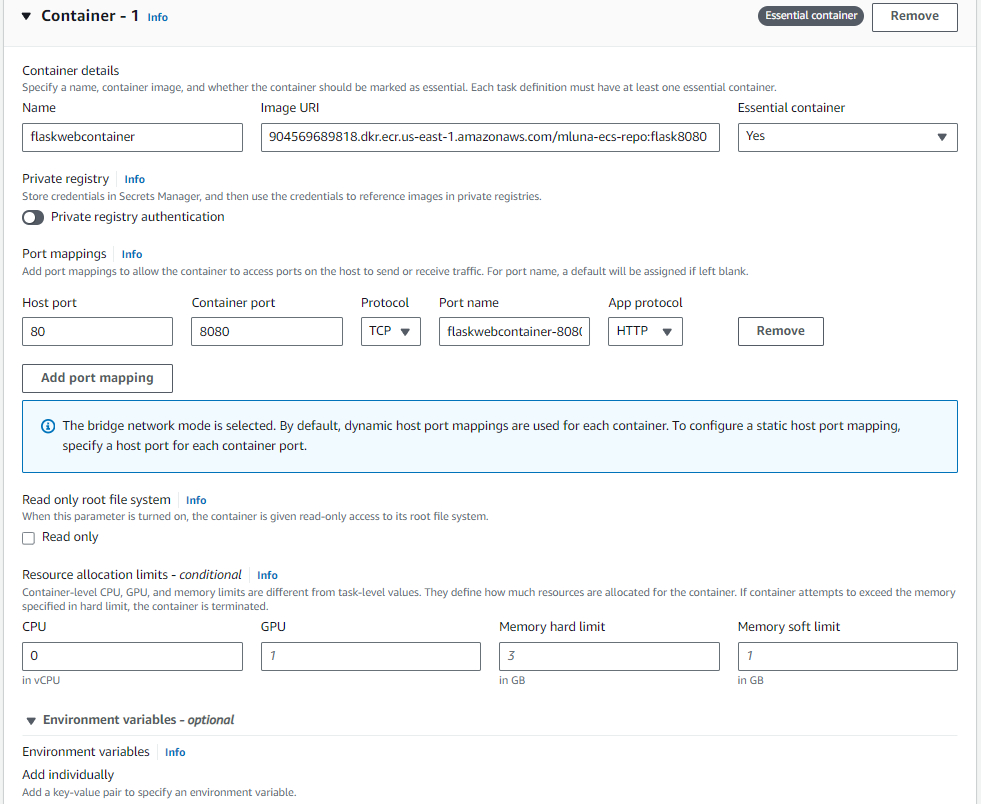 Container - 1 Info
Essential container
Remove
Container details
Specify a name, container image, and whether the container should be marked as essential. Each task definition must have at least one essential container.
Name Image URI Essential container
flaskwebcontainer 904569689818.dkr.ecr.us-east-1.amazonaws.com/mluna-ecs-repo:flask8080 Yes
Private registry Info
Store credentials in Secrets Manager, and then use the credentials to reference images in private registries.
Private registry authentication
Port mappings Info
Add port mappings to allow the container to access ports on the host to send or receive traffic. For port name, a default will be assigned if left blank.
Host port Container port Protocol Port name App protocol
80 8080 TCP flaskwebcontainer-808( HTTP Remove
Add port mapping
The bridge network mode is selected. By default, dynamic host port mappings are used for each container. To configure a static host port mapping,
specify a host port for each container port.
Read only root file system Info
When this parameter is turned on, the container is given read-only access to its root file system.
Read only
Resource allocation limits - conditional Info
Container-level CPU, GPU, and memory limits are different from task-level values. They define how much resources are allocated for the container. If container attempts to exceed the memory
specified in hard limit, the container is terminated.
CPU GPU Memory hard limit Memory soft limit
0 1 3 1
in vCPU in GB in GB
Environment variables - optional
Environment variables Info
Add individually
Add a key-value pair to specify an environment variable.